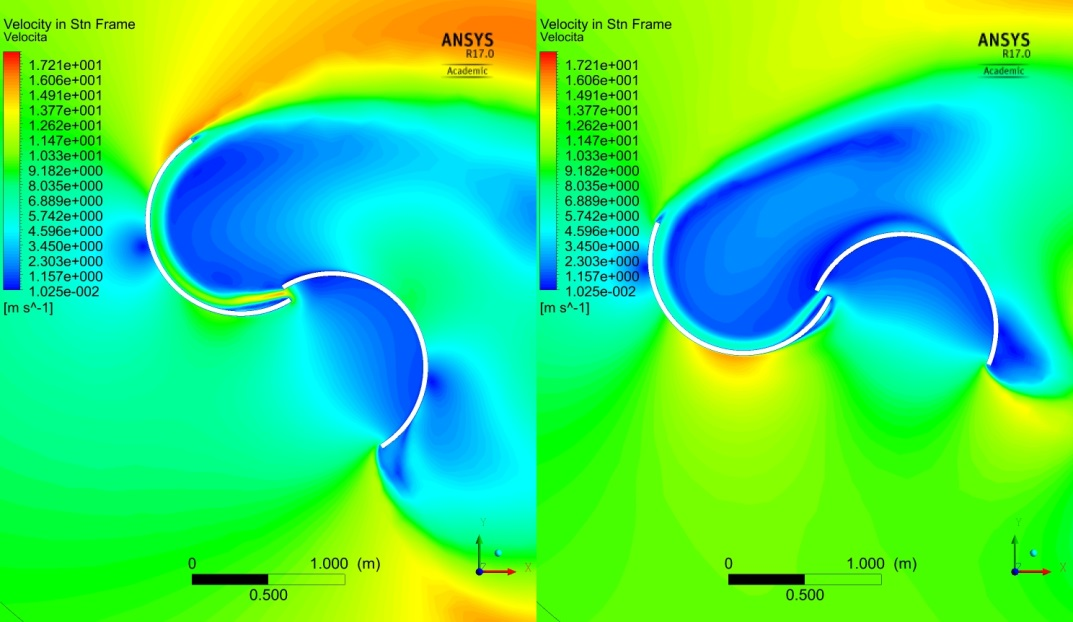 Velocity in Stn Frame
Velocita
1.721e+001
1.606e+001
1.491e+001
1.377e+001
1.262e+001
1.147e+001
1.033e+001
9.182e+000
8.035e+000
6.889e+000
5.742e+000
4.596e+000
3.450e+000
2.303e+000
1.157e+000
1.025e-002
[m s^-1]
ANSYS
R17.0
Academic
0 1.000 (m)
0.500
Y
Z X
Velocity in Stn Frame
Velocita
1.721e+001
1.606e+001
1.491e+001
1.377e+001
1.262e+001
1.147e+001
1.033e+001
9.182e+000
8.035e+000
6.889e+000
5.742e+000
4.596e+000
3.450e+000
2.303e+000
1.157e+000
1.025e-002
[m s^-1]
ANSYS
R17.0
Academic
0 1.000 (m)
0.500
Y
Z X